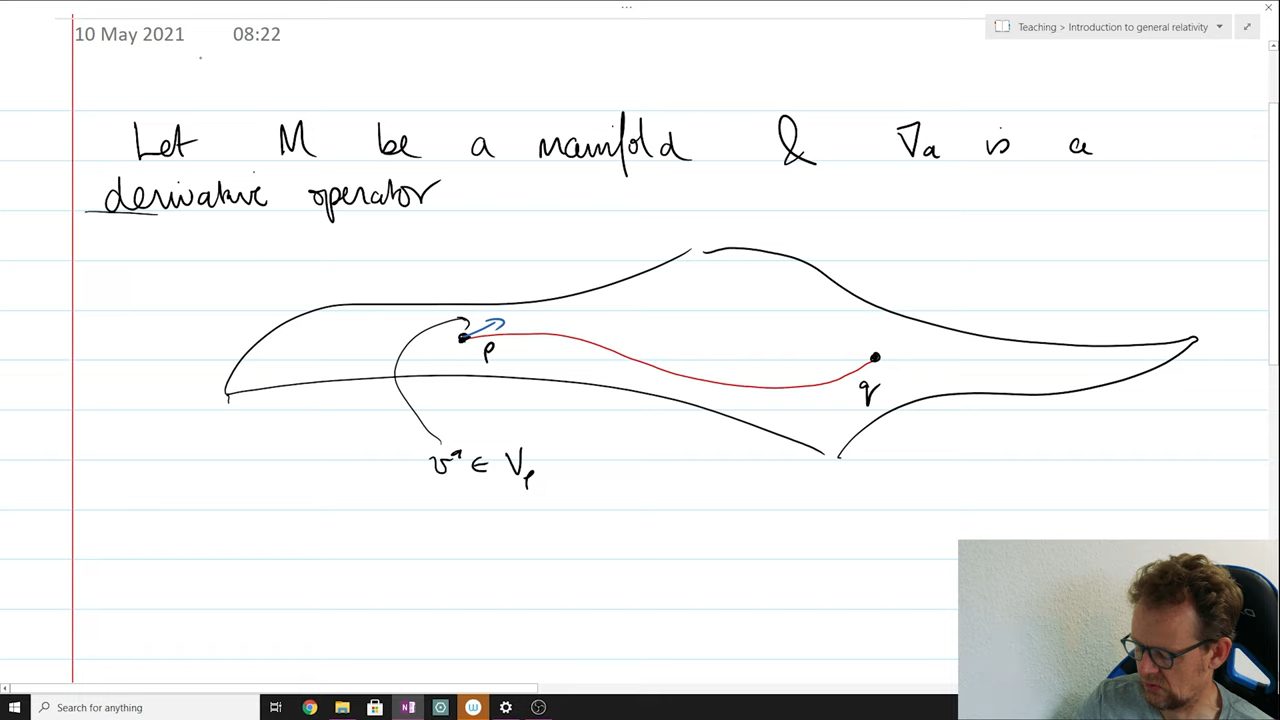 10 May 2021 08:22
Teaching > Introduction to general relativity
Let M be a manifold & ∇a is a
derivative operator
p
q
vᵃ ∈ Vp
Search for anything